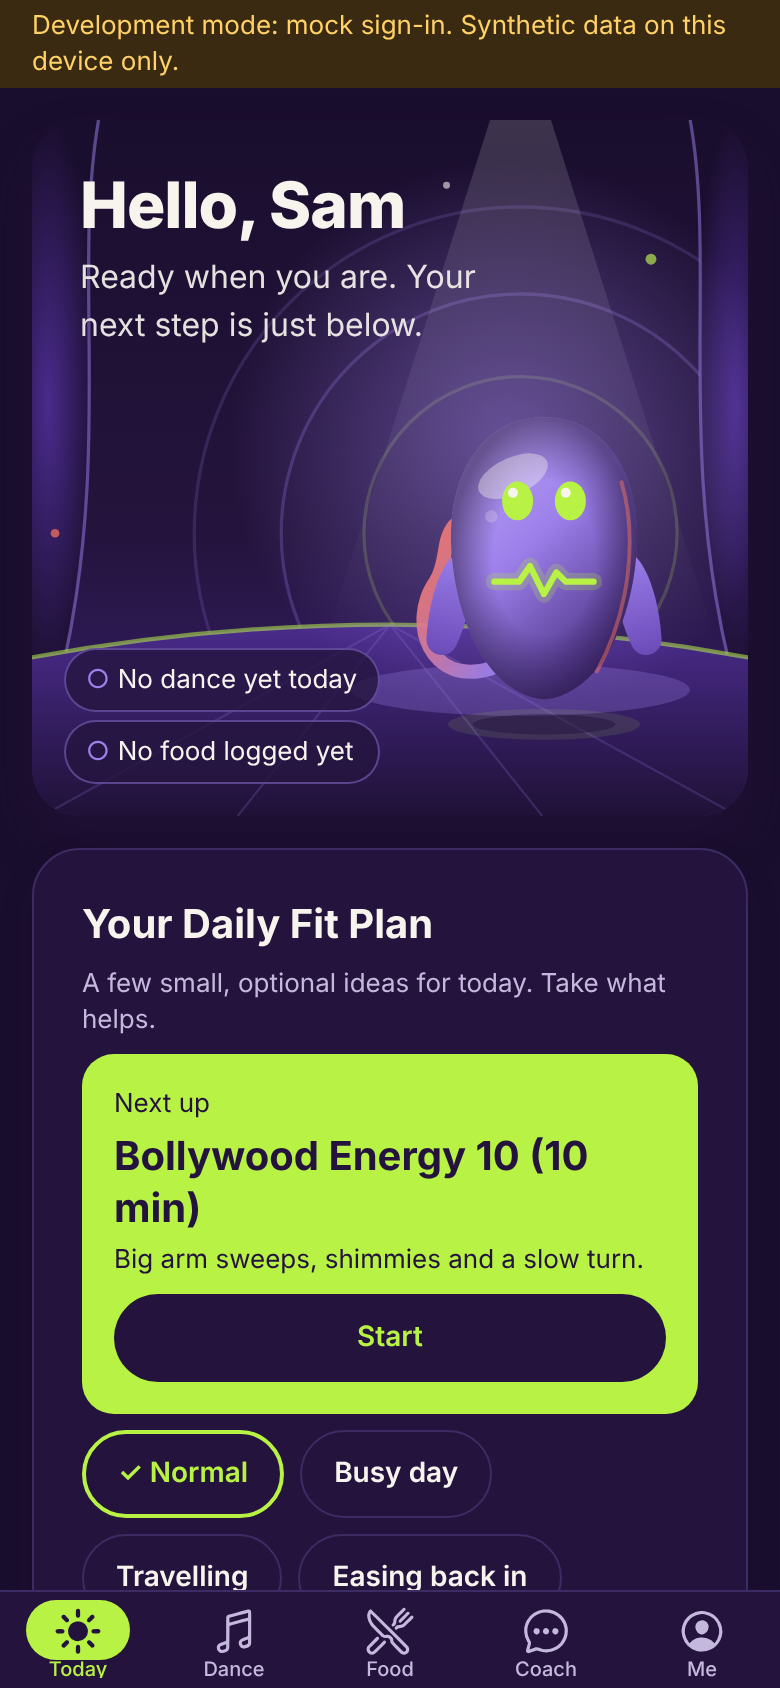 Development mode: mock sign-in. Synthetic data on this
device only.
Hello, Sam
Ready when you are. Your
next step is just below.
No dance yet today
No food logged yet
Your Daily Fit Plan
A few small, optional ideas for today. Take what
helps.
Next up
Bollywood Energy 10 (10
min)
Big arm sweeps, shimmies and a slow turn.
Start
✓ Normal
Busy day
Travelling
Easing back in
Today
Dance
Food
Coach
Me